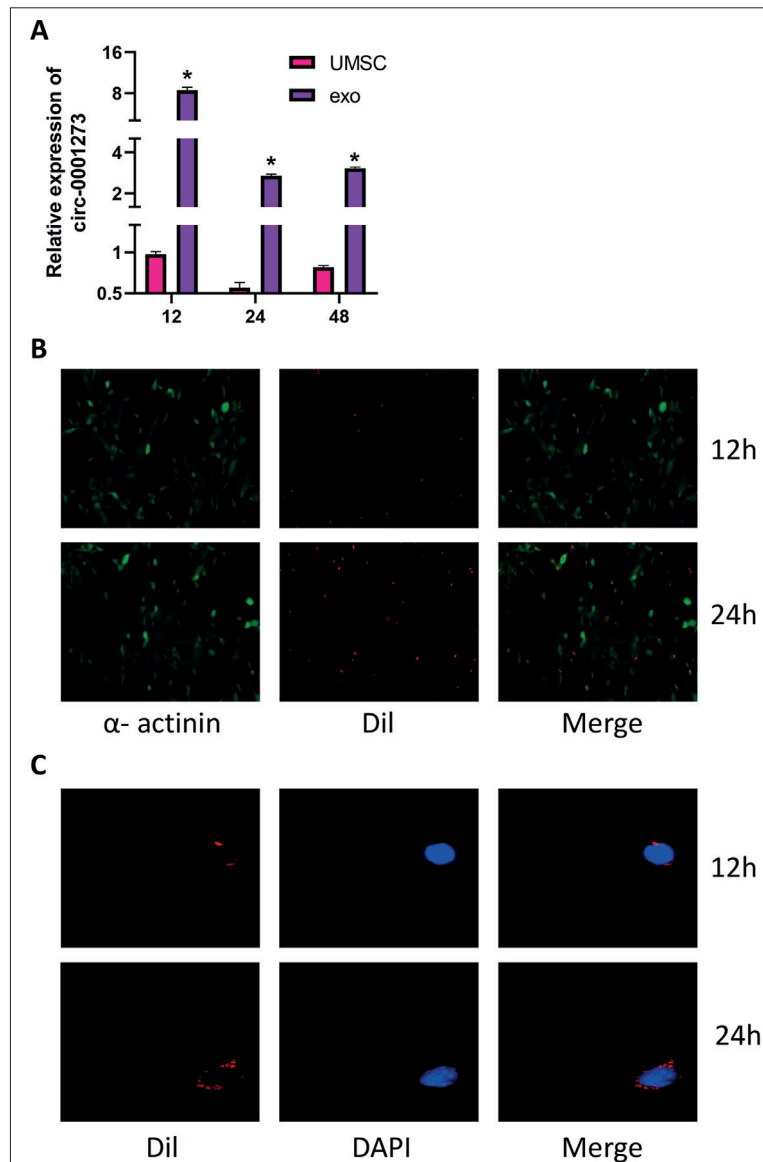 A
Relative expression of
circ-0001273
16
8
4
2
1
0.5
*
*
*
UMSC
exo
12
24
48
B
12h
24h
α- actinin
Dil
Merge
C
12h
24h
Dil
DAPI
Merge